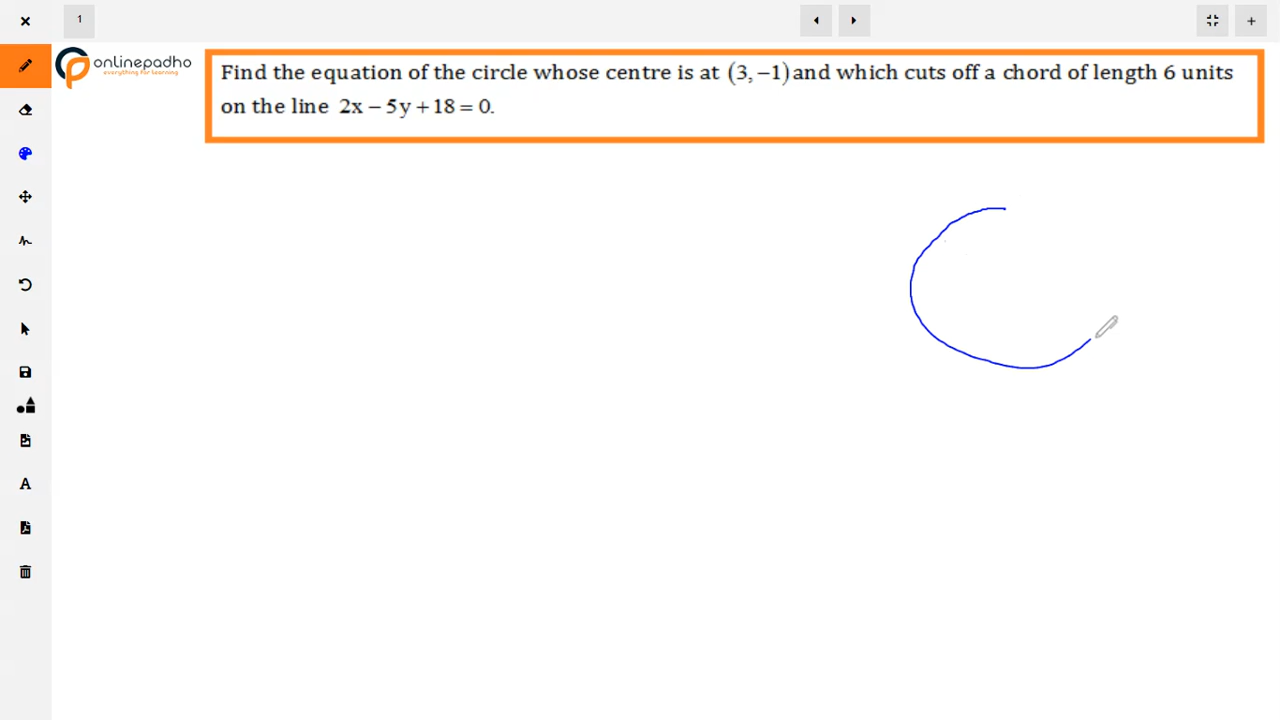 1
onlinepadho
everything for learning
Find the equation of the circle whose centre is at (3, −1) and which cuts off a chord of length 6 units
on the line 2x − 5y + 18 = 0.
A